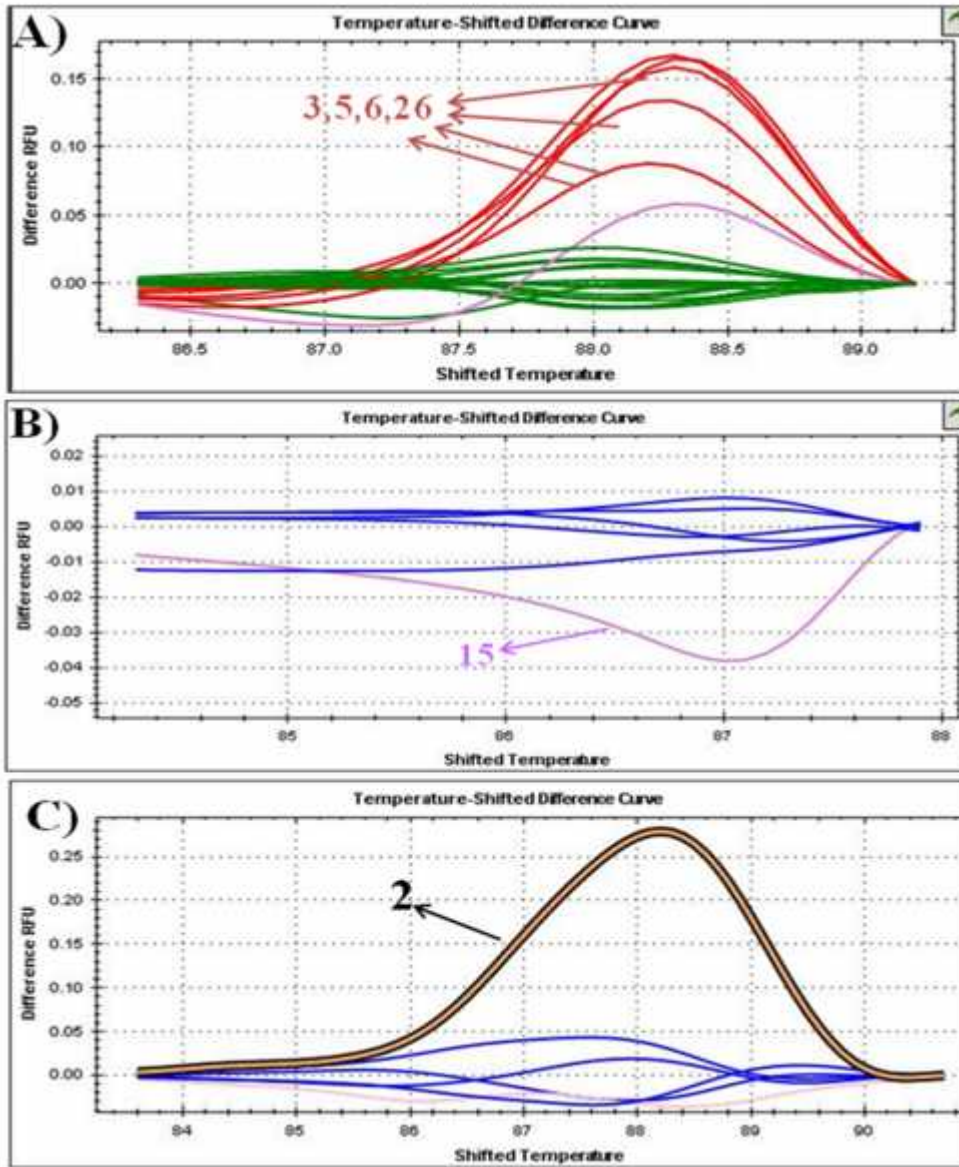 A)
Temperature-Shifted Difference Curve
0.15
0.10
0.05
0.00
Difference RFU
3,5,6,26
86.5 87.0 87.5 88.0 88.5 89.0
Shifted Temperature
B)
Temperature-Shifted Difference Curve
0.02
0.01
0.00
-0.01
-0.02
-0.03
-0.04
-0.05
Difference RFU
15
85 86 87 88
Shifted Temperature
C)
Temperature-Shifted Difference Curve
0.25
0.20
0.15
0.10
0.05
0.00
Difference RFU
2
84 85 86 87 88 89 90
Shifted Temperature